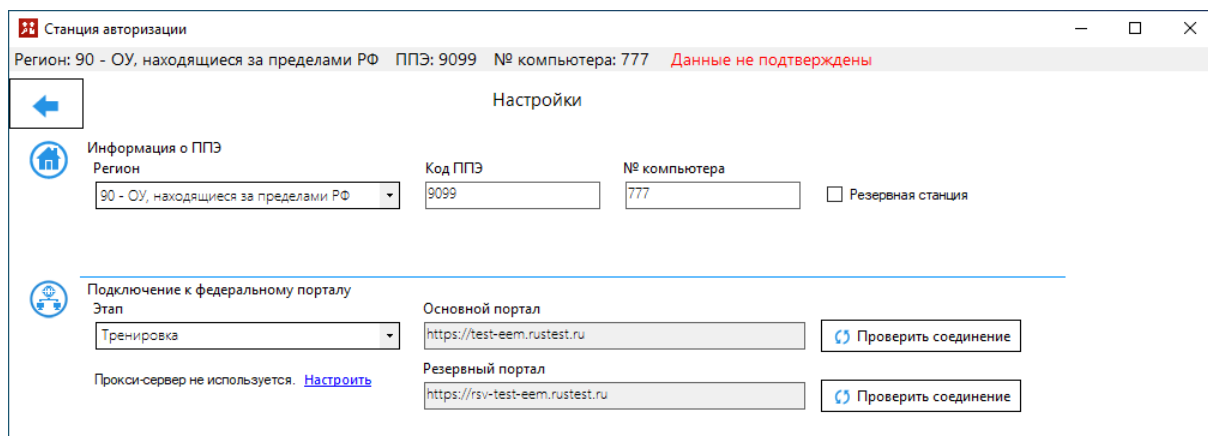 Станция авторизации
Регион: 90 - ОУ, находящиеся за пределами РФ ППЭ: 9099 № компьютера: 777 Данные не подтверждены
Настройки
Информация о ППЭ
Регион Код ППЭ № компьютера
90 - ОУ, находящиеся за пределами РФ 9099 777 Резервная станция
Подключение к федеральному порталу
Этап Основной портал
Тренировка https://test-eem.rustest.ru Проверить соединение
Резервный портал
Прокси-сервер не используется. Настроить
https://rsv-test-eem.rustest.ru Проверить соединение